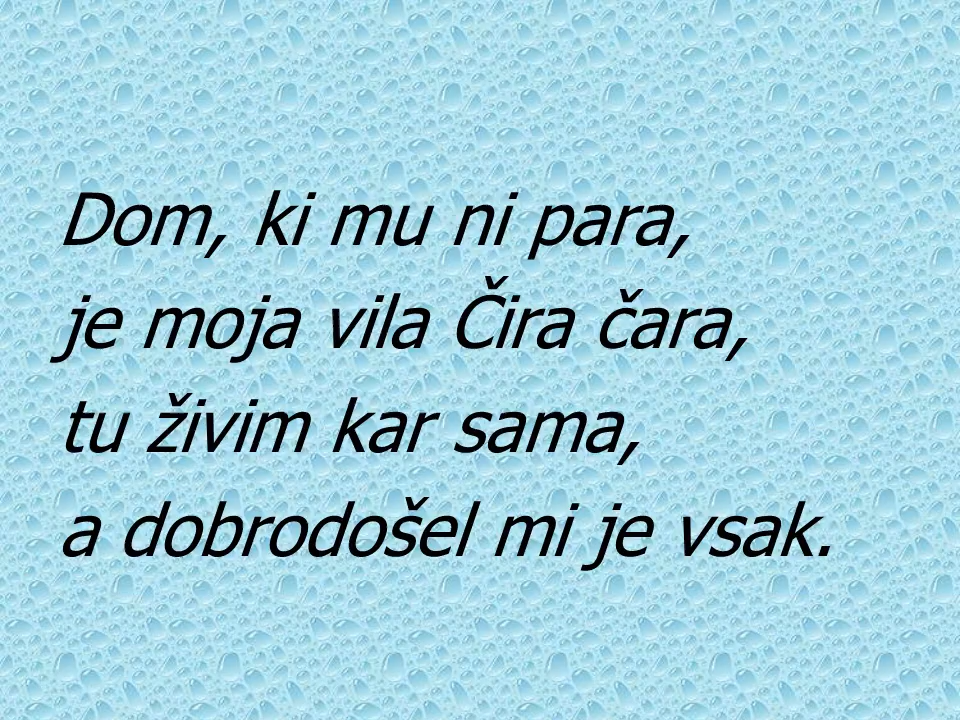 Dom, ki mu ni para,
je moja vila Čira čara,
tu živim kar sama,
a dobrodošel mi je vsak.